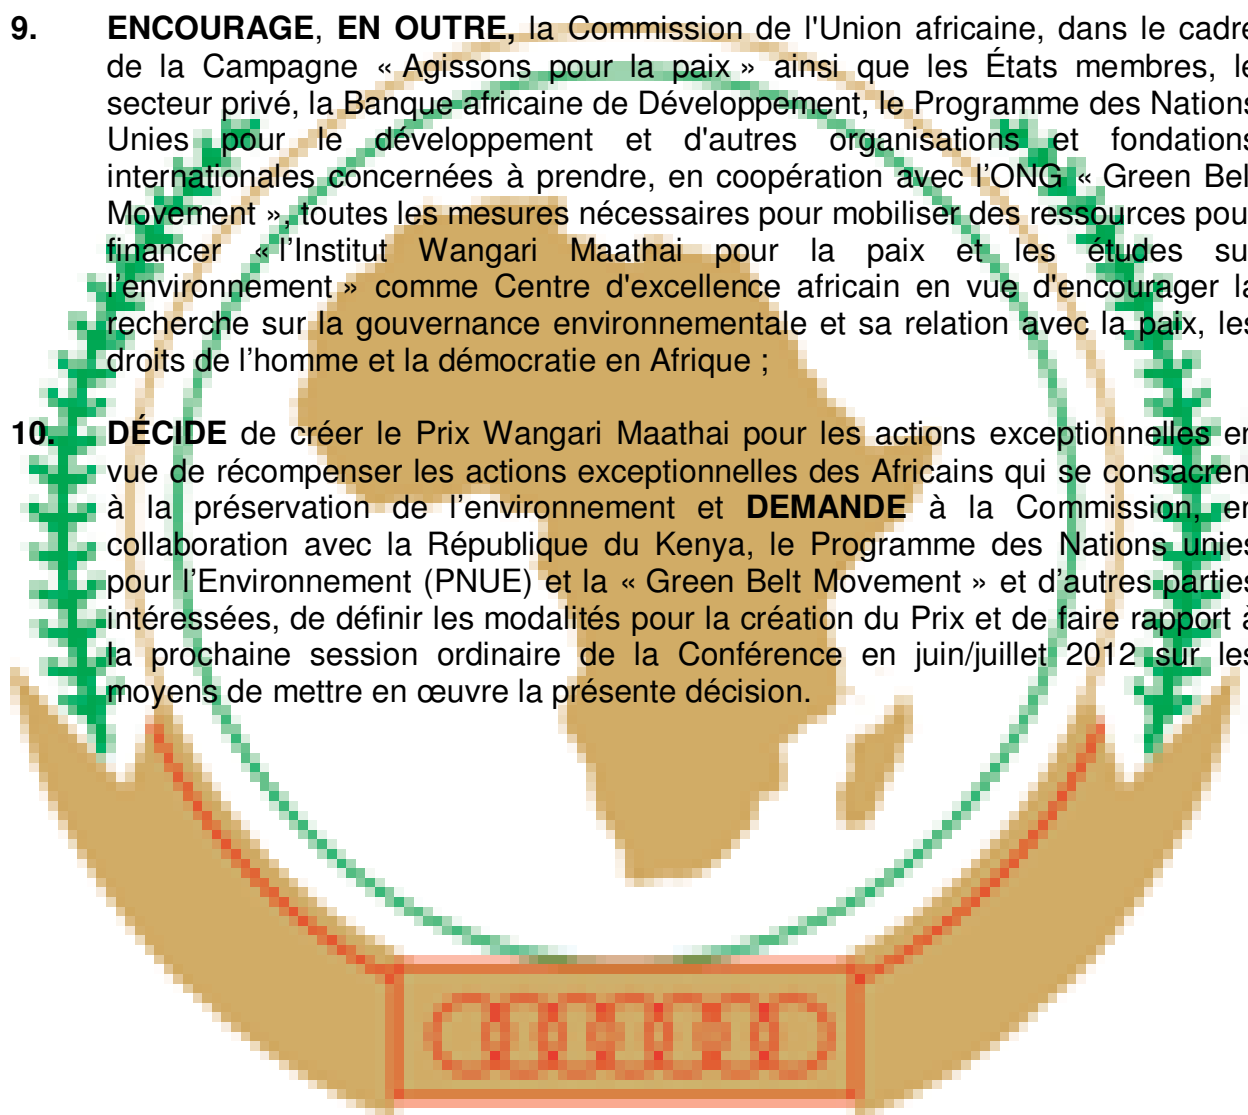 9. ENCOURAGE, EN OUTRE, la Commission de l'Union africaine, dans le cadre
de la Campagne « Agissons pour la paix » ainsi que les États membres, le
secteur privé, la Banque africaine de Développement, le Programme des Nations
Unies pour le développement et d'autres organisations et fondations
internationales concernées à prendre, en coopération avec l’ONG « Green Bel
Movement », toutes les mesures nécessaires pour mobiliser des ressources pou
financer « l’Institut Wangari Maathai pour la paix et les études su
l’environnement » comme Centre d'excellence africain en vue d'encourager la
recherche sur la gouvernance environnementale et sa relation avec la paix, les
droits de l’homme et la démocratie en Afrique ;
10. DÉCIDE de créer le Prix Wangari Maathai pour les actions exceptionnelles en
vue de récompenser les actions exceptionnelles des Africains qui se consacren
à la préservation de l’environnement et DEMANDE à la Commission, en
collaboration avec la République du Kenya, le Programme des Nations unies
pour l’Environnement (PNUE) et la « Green Belt Movement » et d’autres parties
intéressées, de définir les modalités pour la création du Prix et de faire rapport à
la prochaine session ordinaire de la Conférence en juin/juillet 2012 sur les
moyens de mettre en œuvre la présente décision.